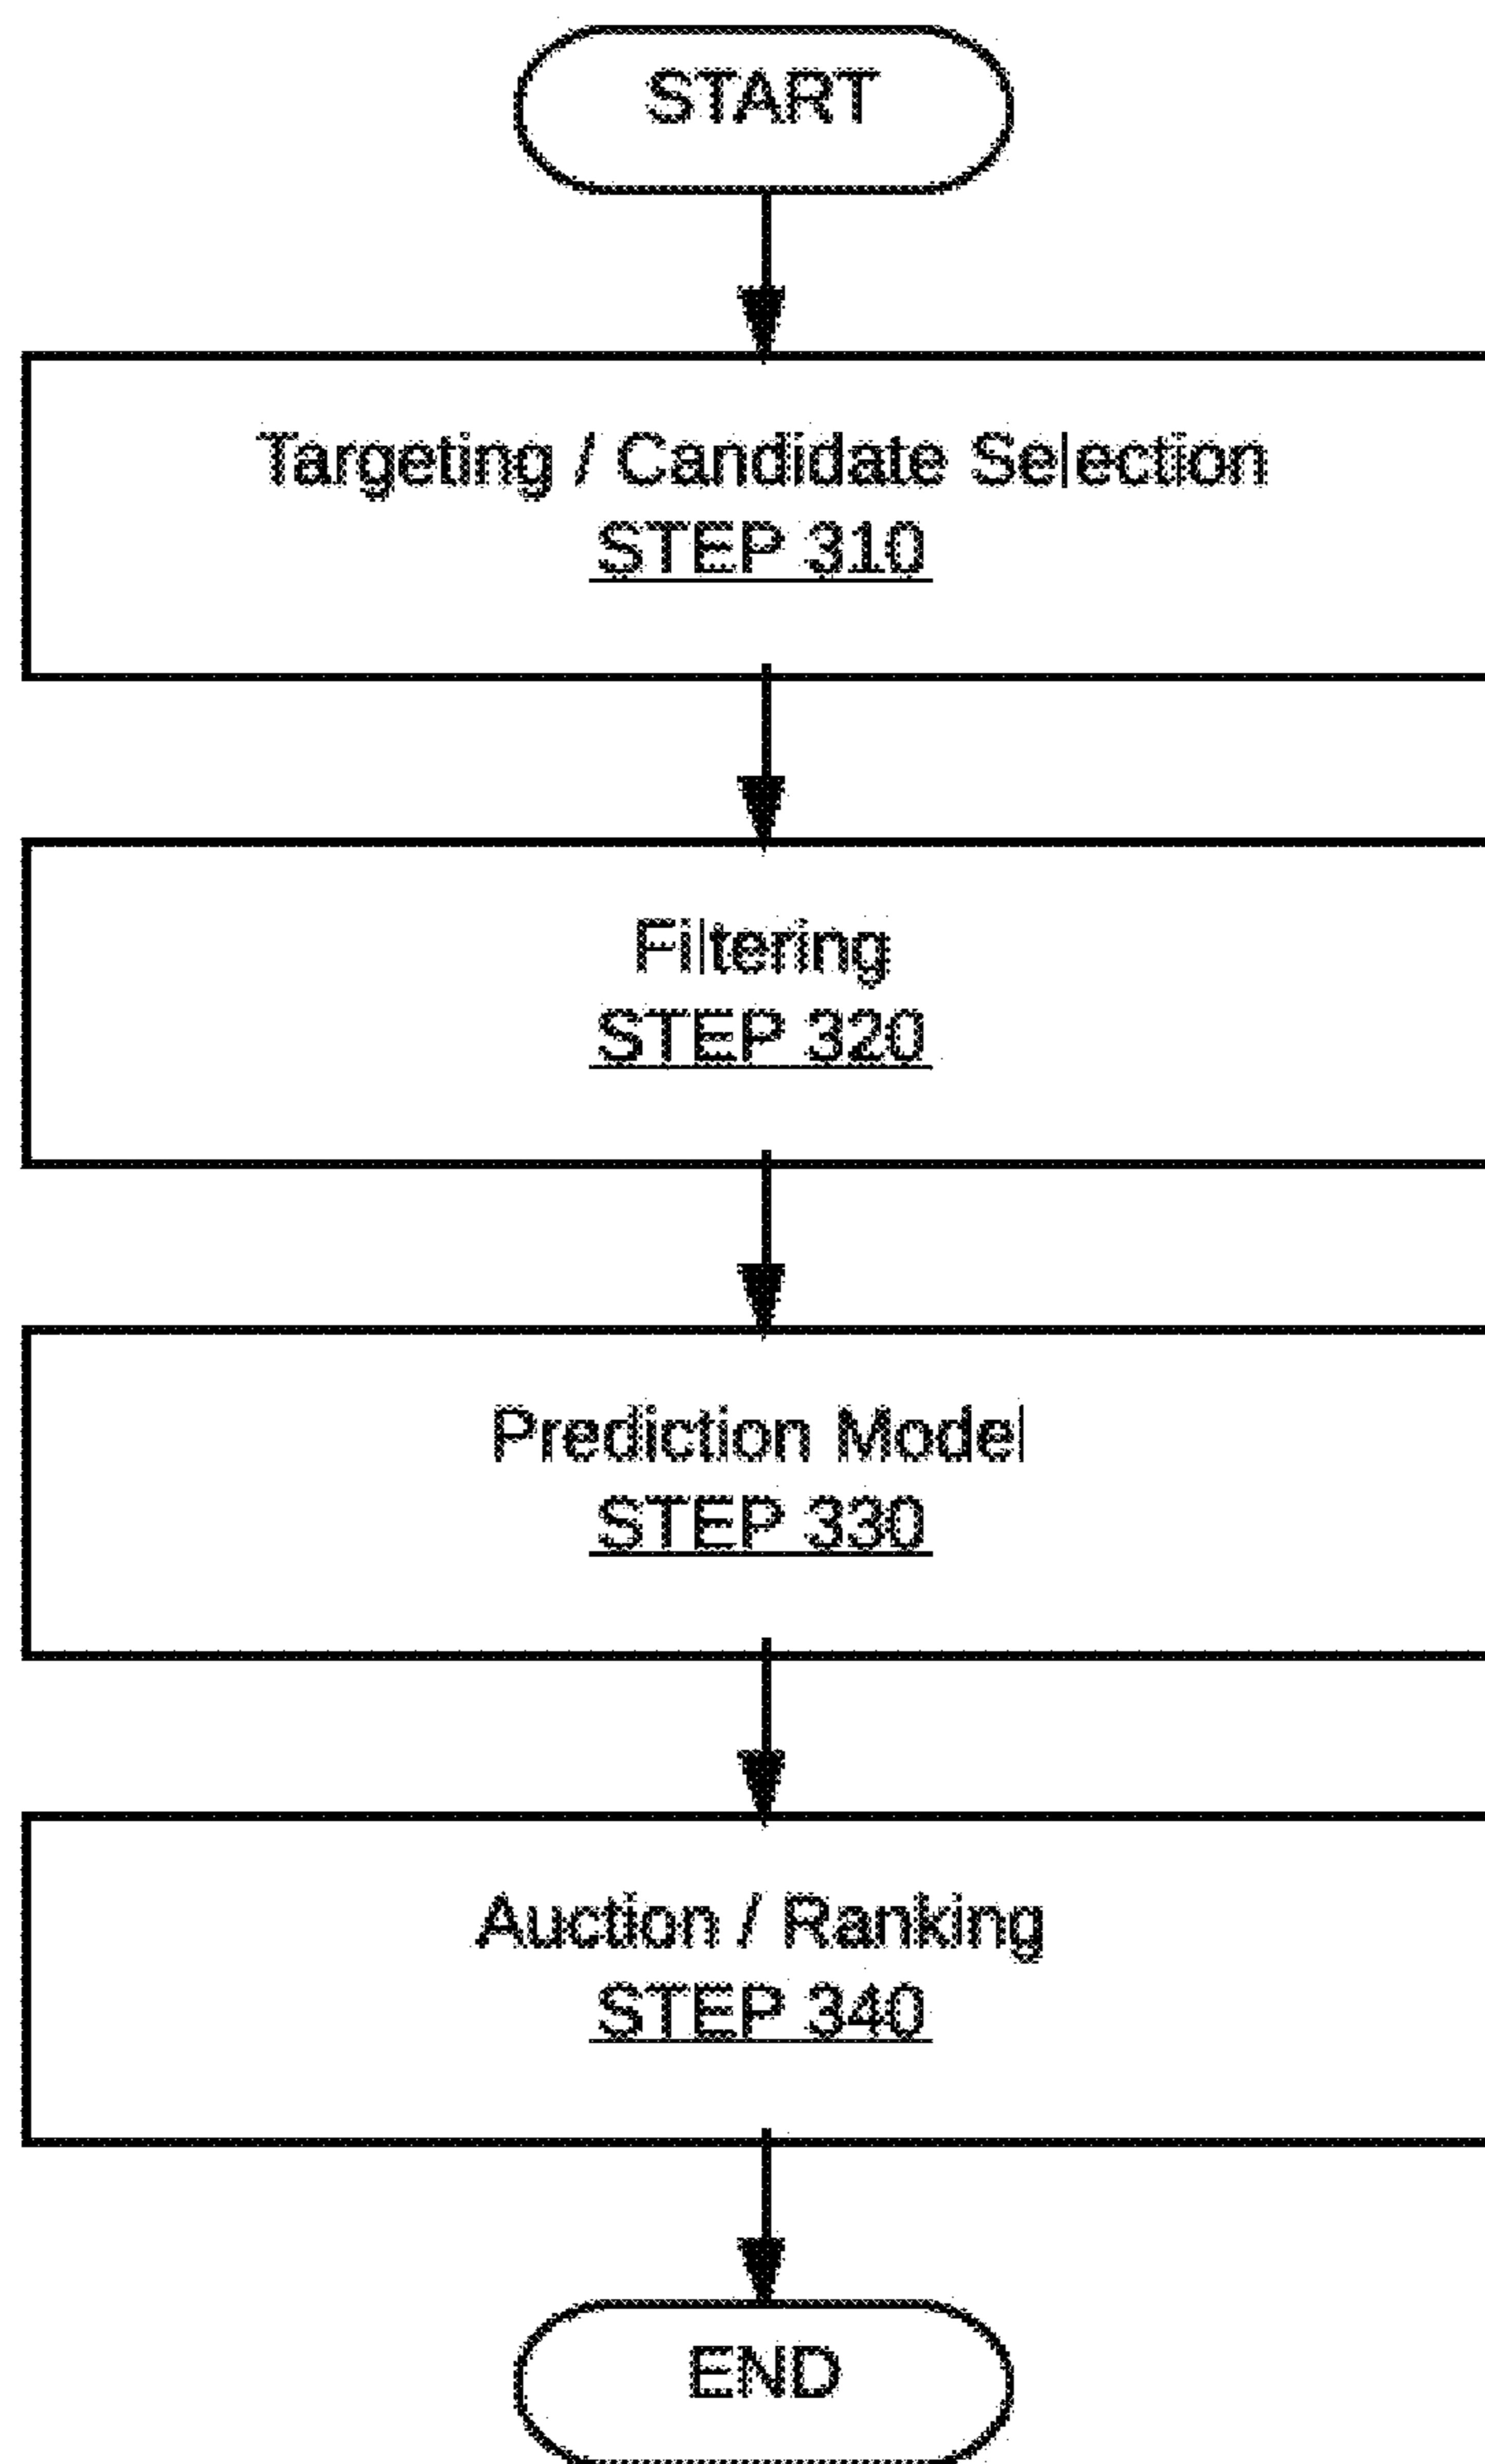 START
Targeting / Candidate Selection
STEP 310
Filtering
STEP 320
Prediction Model
STEP 330
Auction / Ranking
STEP 340
END